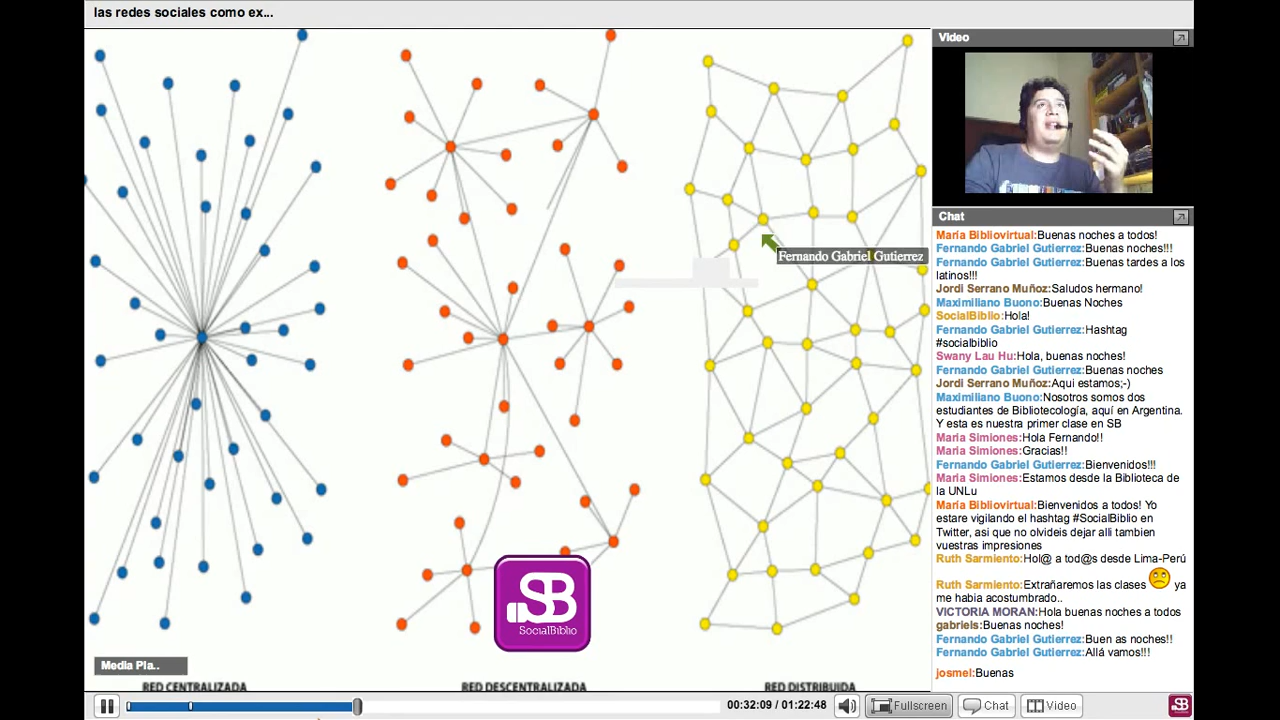 las redes sociales como ex...
Video
Fernando Gabriel Gutierrez
Chat
María Bibliovirtual:Buenas noches a todos!
Fernando Gabriel Gutierrez:Buenas noches!!!
Fernando Gabriel Gutierrez:Buenas tardes a los
latinos!!!
Jordi Serrano Muñoz:Saludos hermano!
Maximiliano Buono:Buenas Noches
SocialBiblio:Hola!
Fernando Gabriel Gutierrez:Hashtag
#socialbiblio
Swany Lau Hu:Hola, buenas noches!
Fernando Gabriel Gutierrez:Buenas noches
Jordi Serrano Muñoz:Aqui estamos;-)
Maximiliano Buono:Nosotros somos dos
estudiantes de Bibliotecología, aquí en Argentina.
Y esta es nuestra primer clase en SB
María Simiones:Hola Fernando!!
María Simiones:Gracias!!
Fernando Gabriel Gutierrez:Bienvenidos!!!
María Simiones:Estamos desde la Biblioteca de
la UNLu
María Bibliovirtual:Bienvenidos a todos! Yo
estare vigilando el hashtag #SocialBiblio en
Twitter, asi que no olvideis dejar alli tambien
vuestras impresiones
Ruth Sarmiento:Hol@ a tod@s desde Lima-Perú
Ruth Sarmiento:Extrañaremos las clases ya
me habia acostumbrado..
VICTORIA MORAN:Hola buenas noches a todos
gabriels:Buenas noches!
Fernando Gabriel Gutierrez:Buen as noches!!
Fernando Gabriel Gutierrez:Allá vamos!!!
josmel:Buenas
SB
SocialBiblio
Media Pla..
RED CENTRALIZADA
RED DESCENTRALIZADA
RED DISTRIBUIDA
00:32:09 / 01:22:48
Fullscreen
Chat
Video
SB